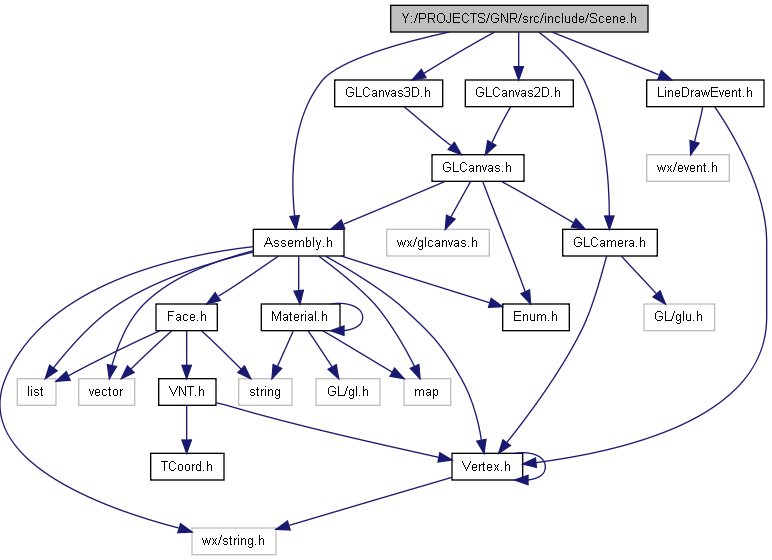 Y:/PROJECTS/GNR/src/include/Scene.h
GLCanvas3D.h
GLCanvas2D.h
LineDrawEvent.h
GLCanvas.h
wx/event.h
Assembly.h
wx/glcanvas.h
GLCamera.h
Face.h
Material.h
Enum.h
GL/glu.h
list
vector
VNT.h
string
GL/gl.h
map
TCoord.h
Vertex.h
wx/string.h